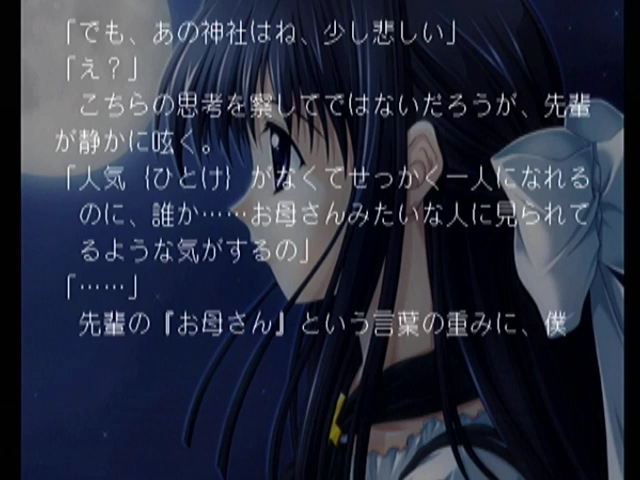 「でも、あの神社はね、少し悲しい」
「え？」
　こちらの思考を察してではないだろうが、先輩
が静かに呟く。
「人気｛ひとけ｝がなくてせっかく一人になれる
　のに、誰か……お母さんみたいな人に見られて
　るような気がするの」
「……」
　先輩の『お母さん』という言葉の重みに、僕